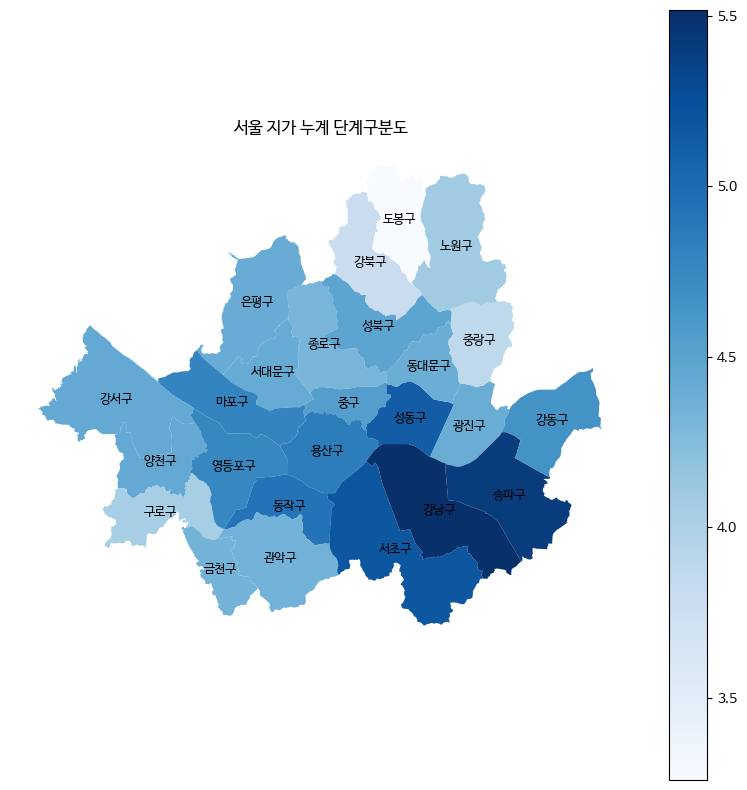 서울 지가 누계 단계구분도
도봉구
노원구
강북구
은평구
성북구
중랑구
종로구
동대문구
서대문구
강서구
마포구
중구
성동구
강동구
광진구
용산구
양천구
영등포구
송파구
동작구
강남구
구로구
서초구
관악구
금천구
5.5
5.0
4.5
4.0
3.5